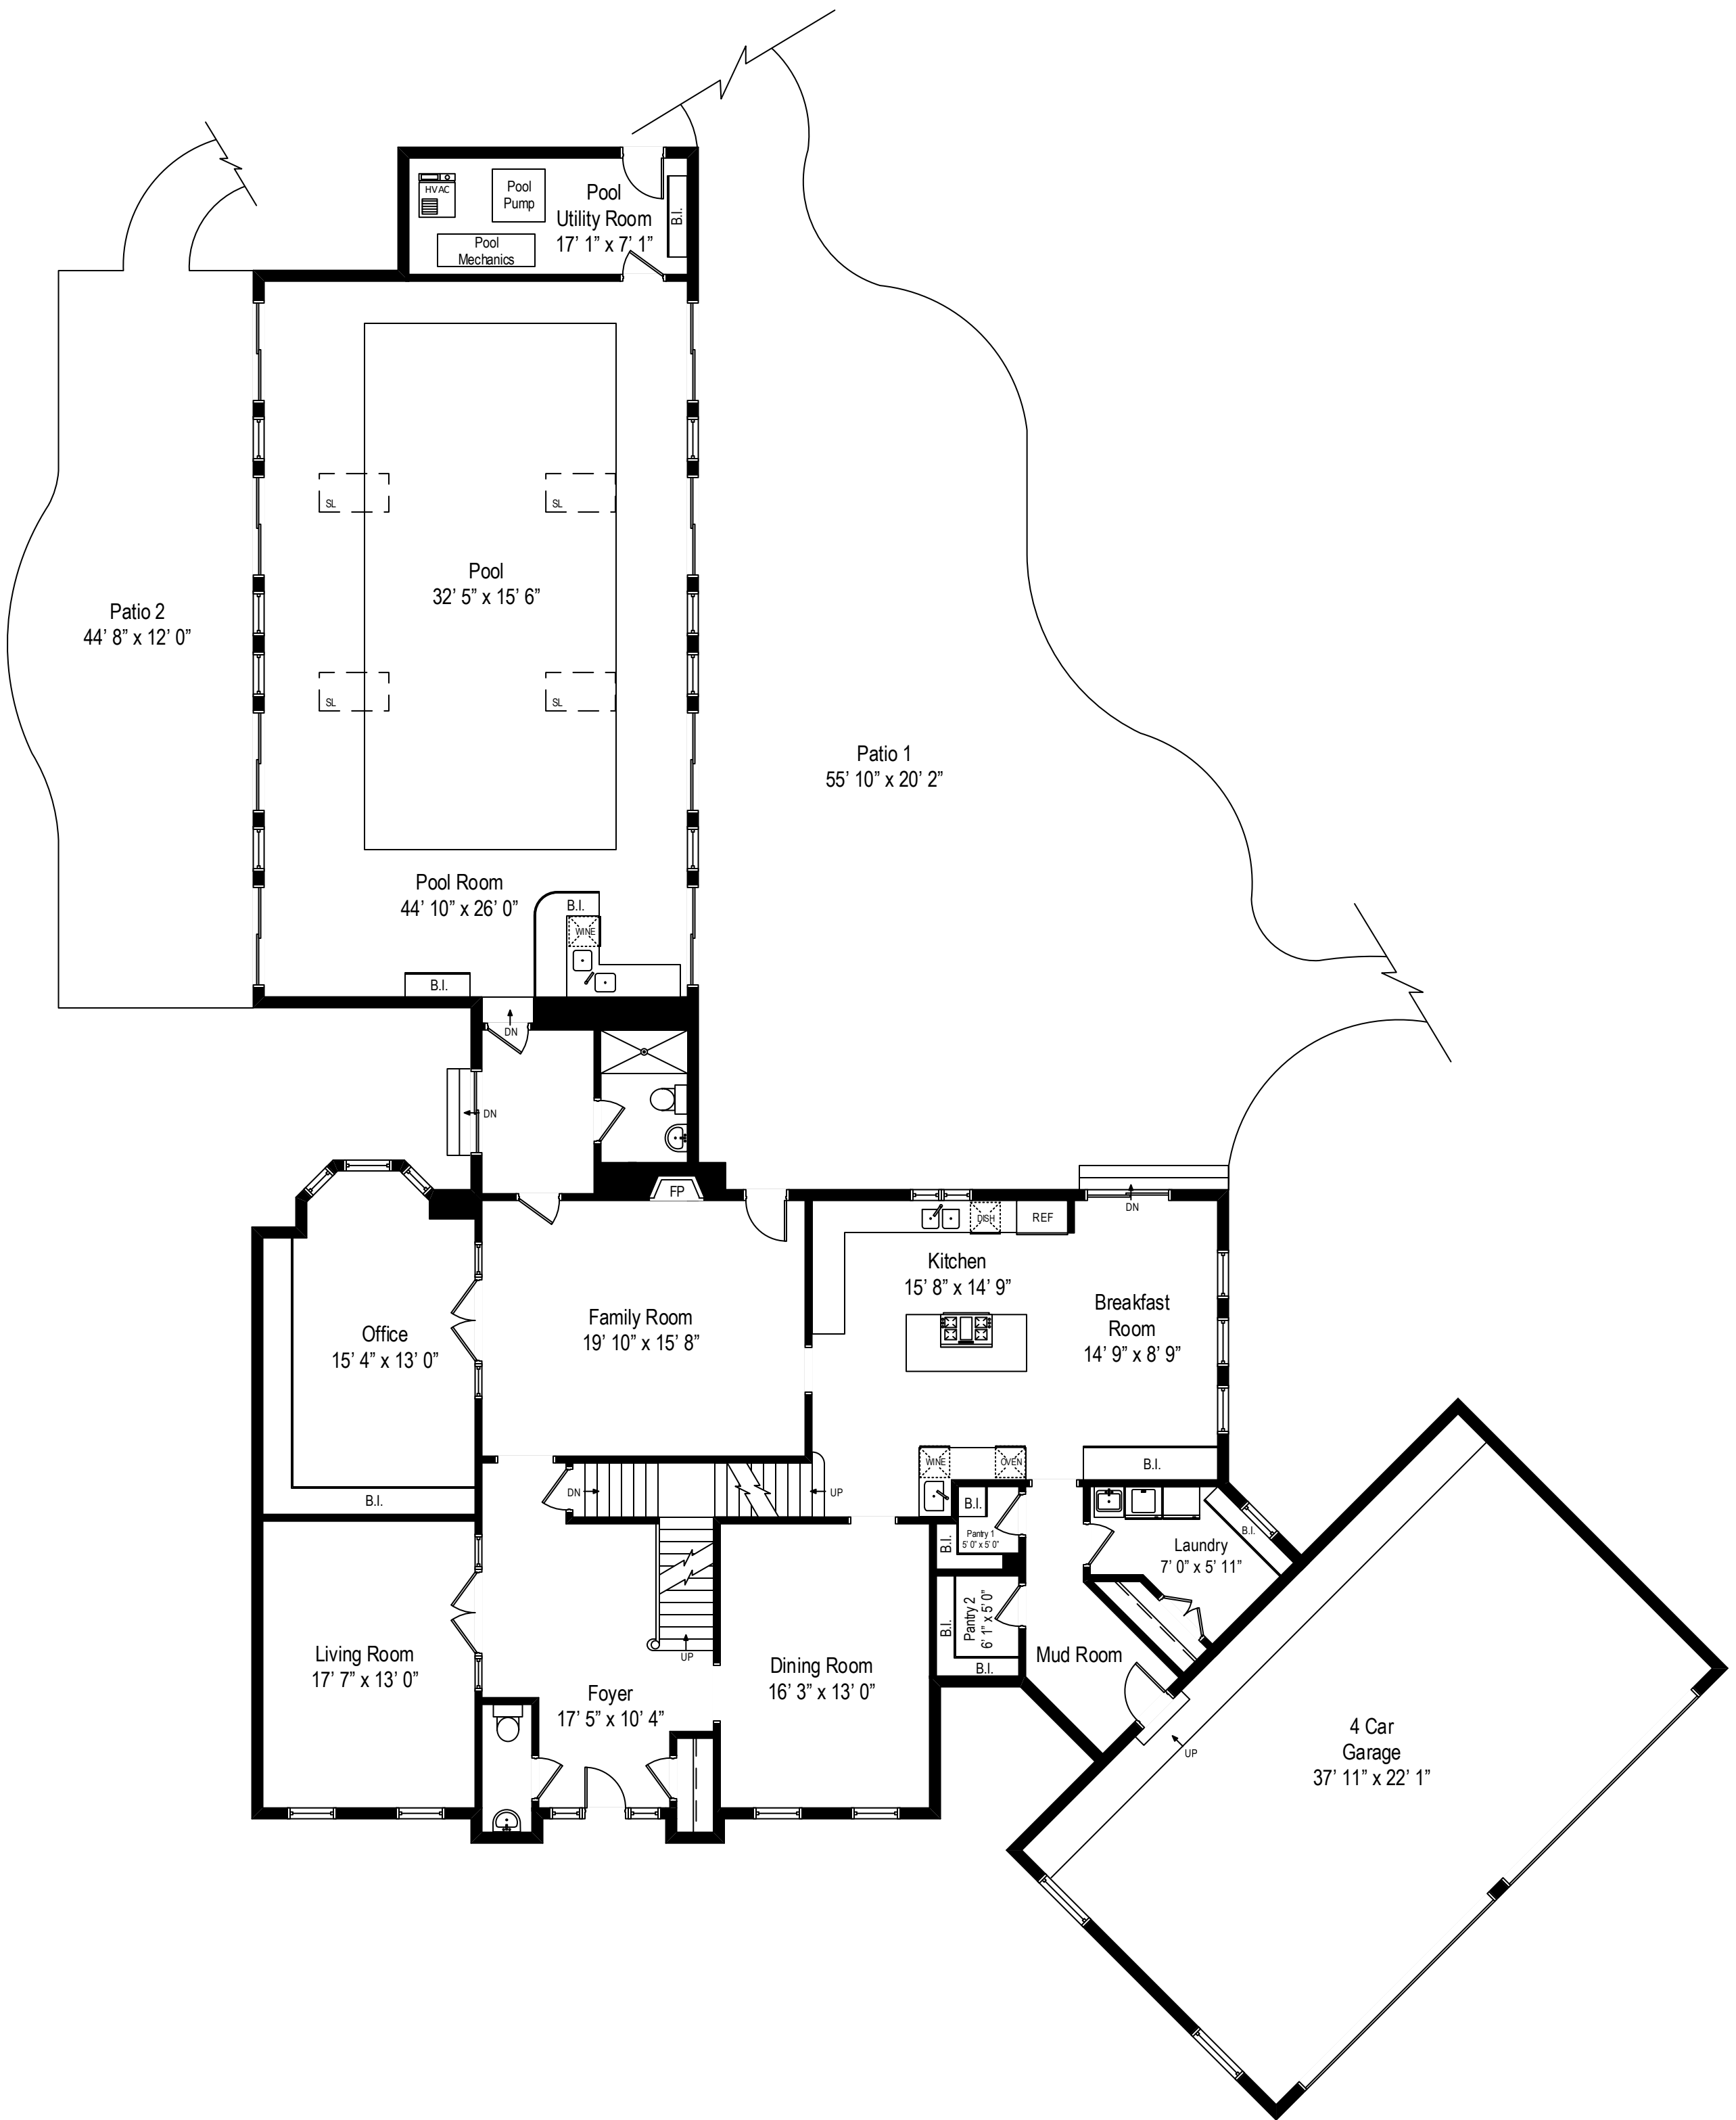 HVAC
Pool
Pump
Pool
Mechanics
Pool
Utility Room
17’ 1” x 7’ 1”
B.I.
SL
SL
Pool
32’ 5” x 15’ 6”
Patio 2
44’ 8” x 12’ 0”
SL
SL
Patio 1
55’ 10” x 20’ 2”
Pool Room
44’ 10” x 26’ 0”
B.I.
WINE
B.I.
DN
DN
FP
DISH
REF
DN
Kitchen
15’ 8” x 14’ 9”
Breakfast
Room
14’ 9” x 8’ 9”
Family Room
19’ 10” x 15’ 8”
Office
15’ 4” x 13’ 0”
B.I.
DN
UP
WINE
OVEN
B.I.
B.I.
Pantry 1
5’ 0” x 5’ 0”
B.I.
B.I.
Laundry
7’ 0” x 5’ 11”
Pantry 2
6’ 1” x 5’ 0”
B.I.
B.I.
Mud Room
UP
Living Room
17’ 7” x 13’ 0”
Dining Room
16’ 3” x 13’ 0”
Foyer
17’ 5” x 10’ 4”
UP
4 Car
Garage
37’ 11” x 22’ 1”